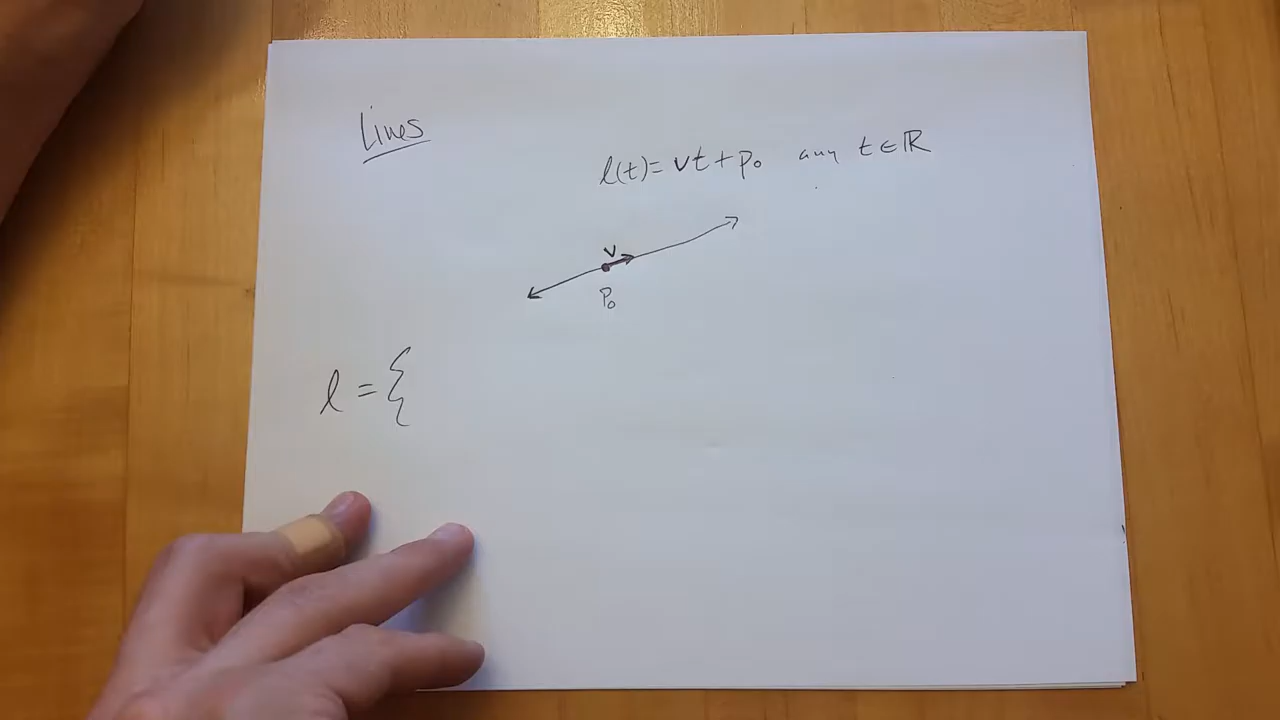 Lines
l(t) = vt + p₀ any t ∈ ℝ
v
p₀
l = {